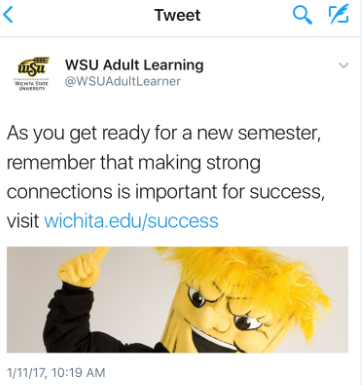 Tweet
WSU Adult Learning
@WSUAdultLearner
WSU
WICHITA STATE
UNIVERSITY
As you get ready for a new semester,
remember that making strong
connections is important for success,
visit wichita.edu/success
1/11/17, 10:19 AM